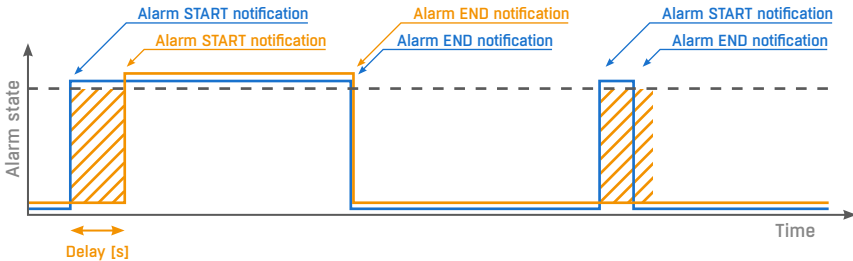 Alarm START notification
Alarm START notification
Alarm END notification
Alarm END notification
Alarm START notification
Alarm END notification
Alarm state
Time
Delay [s]